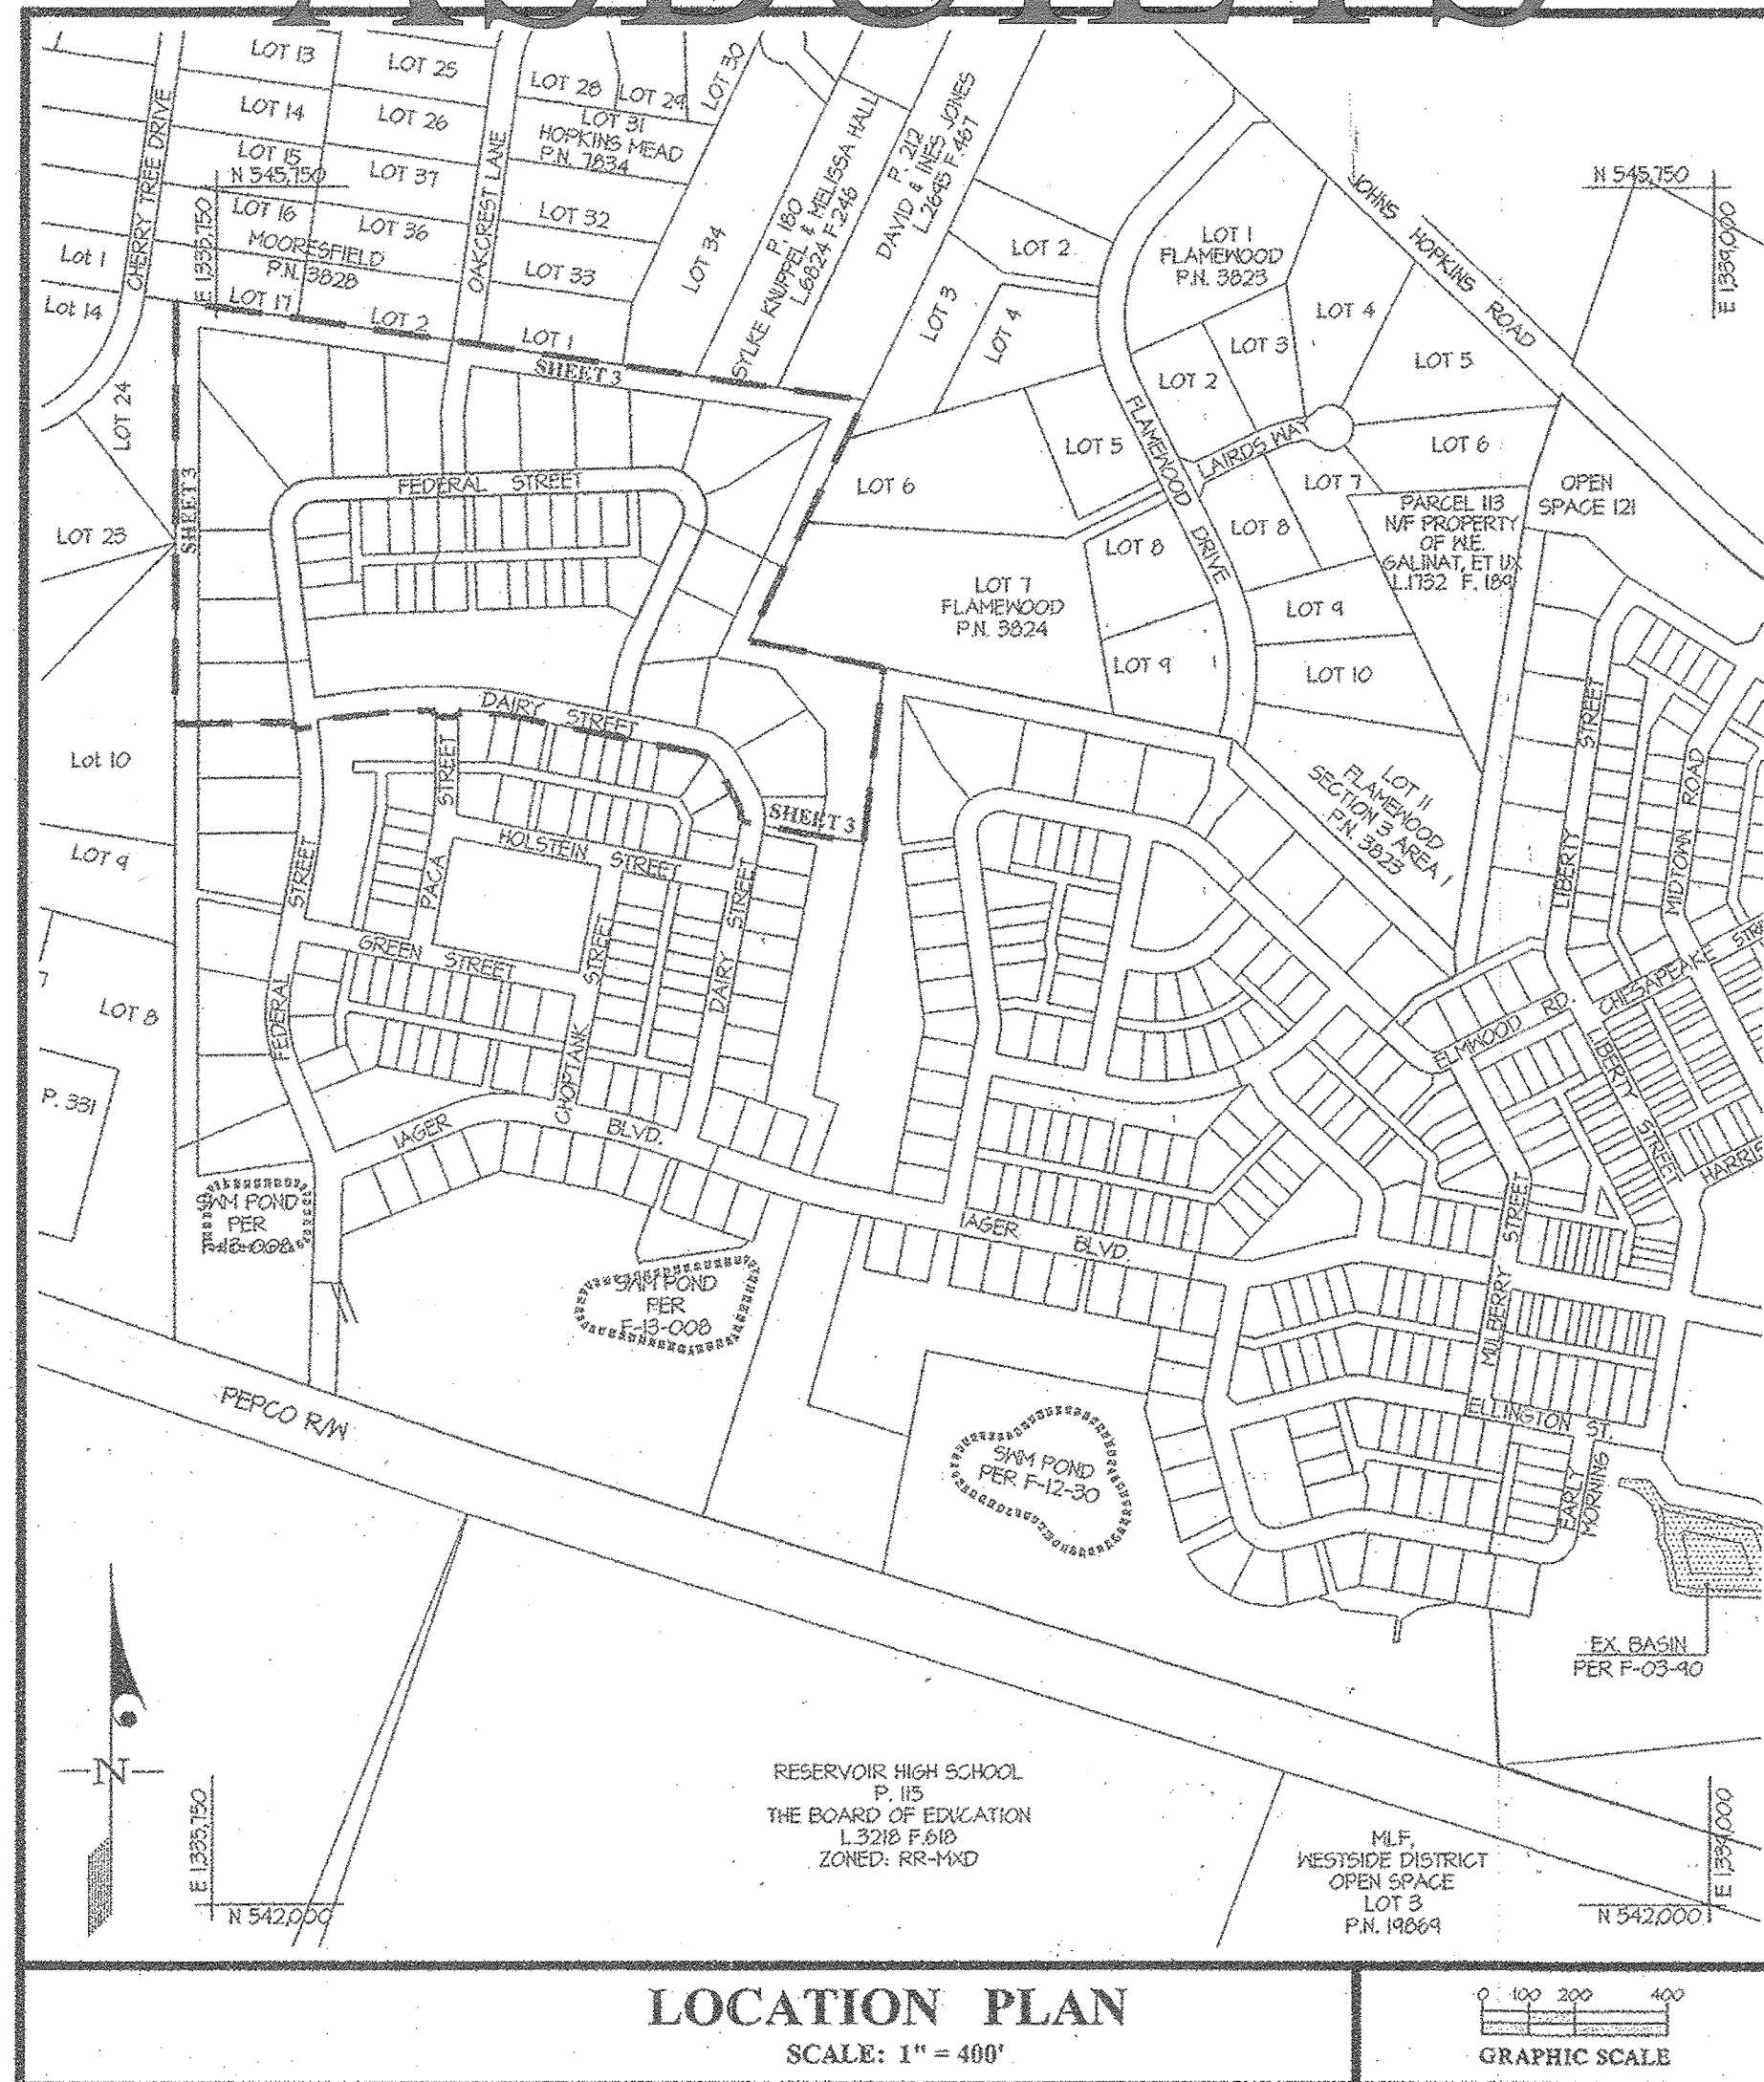 LOT 13
LOT 25
LOT 28
LOT 29
LOT 30
LOT 14
LOT 26
LOT 31
HOPKINS MEAD
P.N. 7834
CHERRY TREE DRIVE
OAKCREST LANE
LOT 15
N 545,750
LOT 37
E 1335,750
LOT 16
LOT 36
LOT 32
MOORESFIELD
P.N. 3828
LOT 33
LOT 34
Lot 1
Lot 14
LOT 17
LOT 2
LOT 1
P. 180
SYLKE KNUPPEL & MELISSA HALL
L.6824 F.246
P. 212
DAVID & INES JONES
L.2695 F.467
LOT 2
LOT 3
LOT 4
LOT 1
FLAMEWOOD
P.N. 3823
JOHNS HOPKINS ROAD
N 545,750
E 1339,000
LOT 4
LOT 3
LOT 2
LOT 5
SHEET 3
LOT 24
SHEET 3
FEDERAL STREET
LOT 5
LOT 6
FLAMEWOOD DRIVE
LAIRDS WAY
LOT 6
LOT 7
LOT 8
OPEN
SPACE 121
PARCEL 113
N/F PROPERTY
OF W.E.
GALINAT, ET UX
L.1732 F. 189
LOT 23
LOT 8
LOT 7
FLAMEWOOD
P.N. 3824
LOT 9
LOT 9
LOT 10
DAIRY STREET
Lot 10
STREET
PACA
LIBERTY STREET
MIDTOWN ROAD
LOT 11
FLAMEWOOD
SECTION 3 AREA 1
P.N. 3825
SHEET 3
HOLSTEIN STREET
LOT 9
FEDERAL STREET
DAIRY STREET
GREEN STREET
CHOPTANK STREET
LOT 8
7
CHESAPEAKE
ELMWOOD RD.
LIBERTY STREET
P. 331
IAGER BLVD.
SWM POND
PER
F-13-008
SWM POND
PER
F-13-008
IAGER BLVD.
MULBERRY STREET
PEPCO R/W
ELLINGTON ST.
SWM POND
PER F-12-30
EARLY
MORNING
EX. BASIN
PER F-03-90
N
RESERVOIR HIGH SCHOOL
P. 115
THE BOARD OF EDUCATION
L.3218 F.618
ZONED: RR-MXD
MLF,
WESTSIDE DISTRICT
OPEN SPACE
LOT 3
P.N. 19869
E 1335,750
N 542,000
E 1339,000
N 542,000
LOCATION PLAN
SCALE: 1" = 400'
0 100 200 400
GRAPHIC SCALE